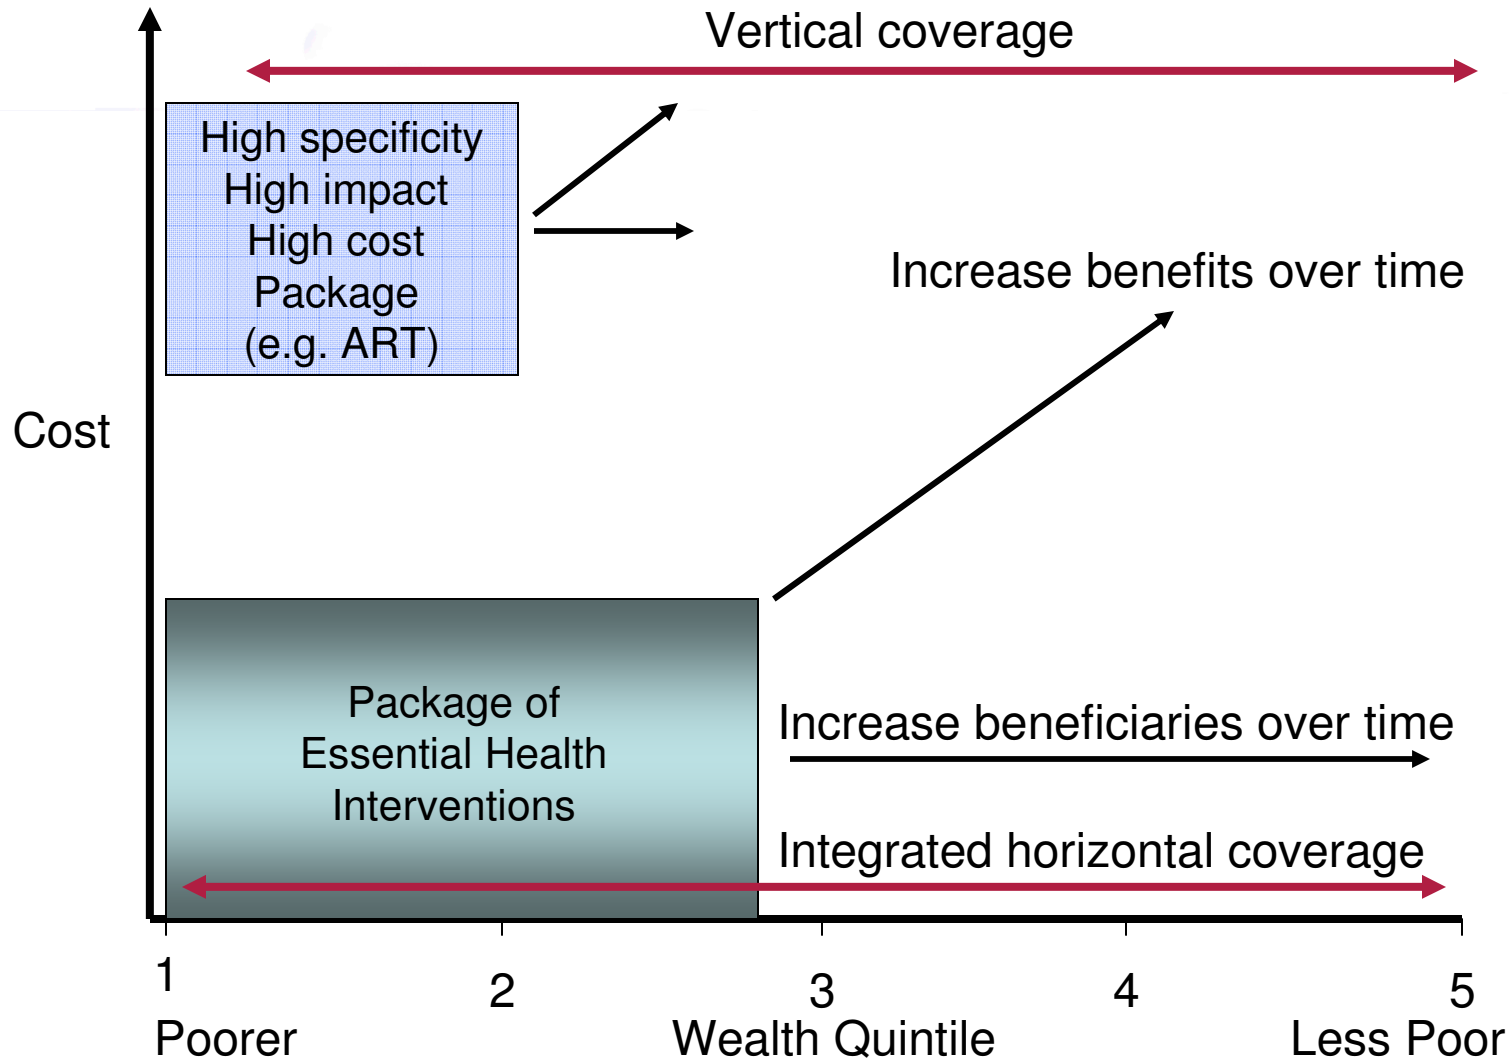 Vertical coverage
High specificity
High impact
High cost
Package
(e.g. ART)
Increase benefits over time
Cost
Package of
Essential Health
Interventions
Increase beneficiaries over time
Integrated horizontal coverage
1
2
3
4
5
Poorer
Wealth Quintile
Less Poor